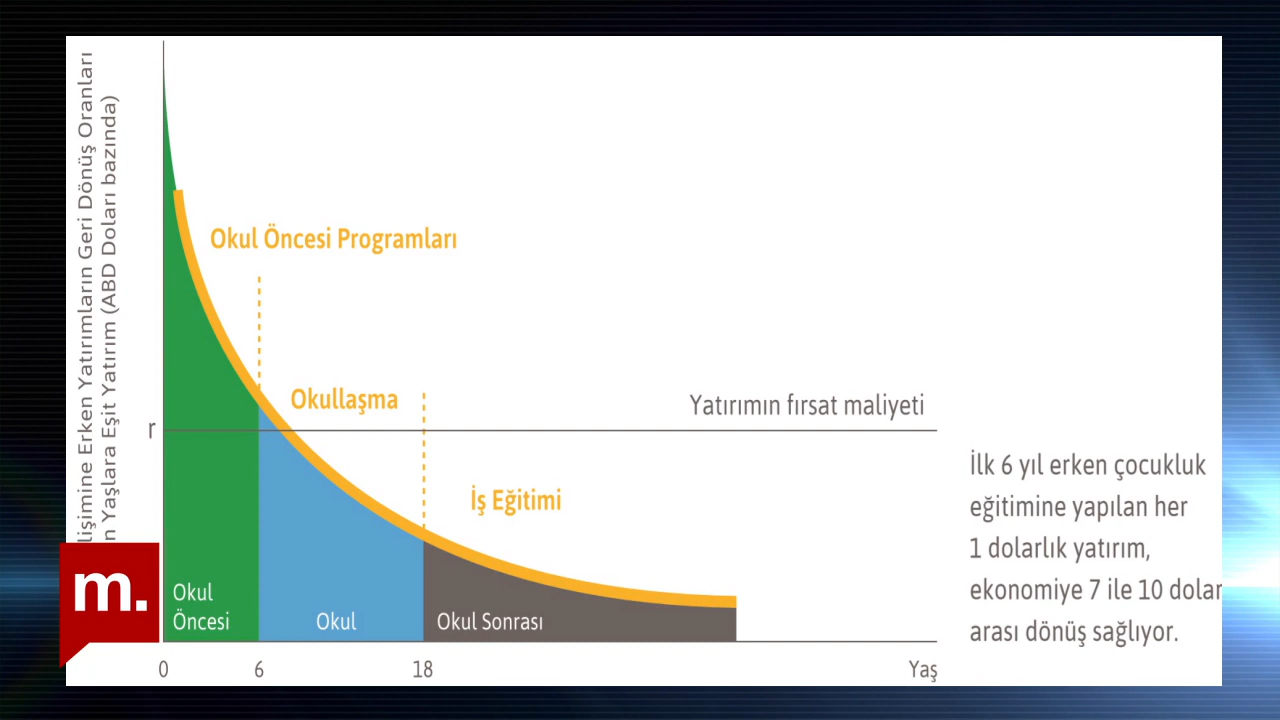 lişimine Erken Yatırımların Geri Dönüş Oranları
n Yaşlara Eşit Yatırım (ABD Doları bazında)
Okul Öncesi Programları
Okullaşma
Yatırımın fırsat maliyeti
r
İş Eğitimi
İlk 6 yıl erken çocukluk
eğitimine yapılan her
1 dolarlık yatırım,
ekonomiye 7 ile 10 dolar
arası dönüş sağlıyor.
m.
Okul
Öncesi
Okul
Okul Sonrası
0
6
18
Yaş